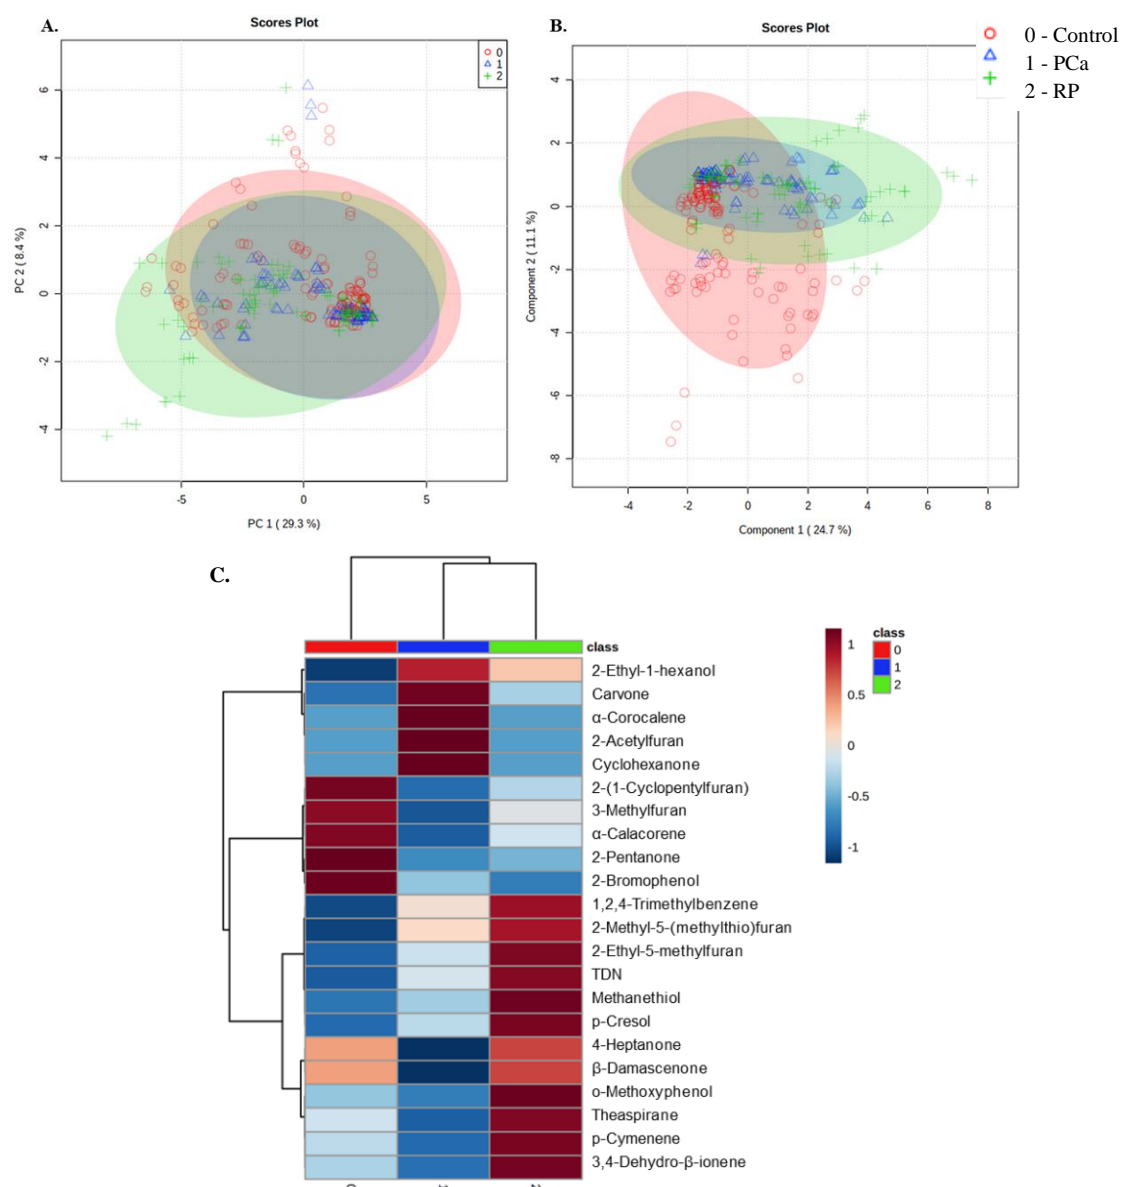 A.
Scores Plot
0
1
2
6
4
2
0
-2
-4
PC 2 ( 8.4 %)
-5
0
5
PC 1 ( 29.3 %)
B.
Scores Plot
0 - Control
1 - PCa
2 - RP
4
2
0
-2
-4
-6
-8
Component 2 ( 11.1 %)
-4
-2
0
2
4
6
8
Component 1 ( 24.7 %)
C.
class
2-Ethyl-1-hexanol
Carvone
α-Corocalene
2-Acetylfuran
Cyclohexanone
2-(1-Cyclopentylfuran)
3-Methylfuran
α-Calacorene
2-Pentanone
2-Bromophenol
1,2,4-Trimethylbenzene
2-Methyl-5-(methylthio)furan
2-Ethyl-5-methylfuran
TDN
Methanethiol
p-Cresol
4-Heptanone
β-Damascenone
o-Methoxyphenol
Theaspirane
p-Cymenene
3,4-Dehydro-β-ionene
1
0.5
0
-0.5
-1
class
0
1
2